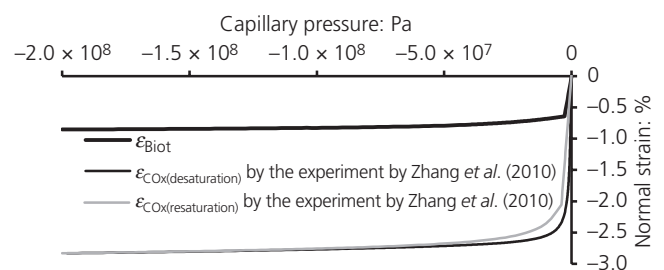 Capillary pressure: Pa
−2.0 × 10⁸ −1.5 × 10⁸ −1.0 × 10⁸ −5.0 × 10⁷ 0
0
−0.5
−1.0
−1.5
−2.0
−2.5
−3.0
Normal strain: %
εBiot
εCOx(desaturation) by the experiment by Zhang et al. (2010)
εCOx(resaturation) by the experiment by Zhang et al. (2010)